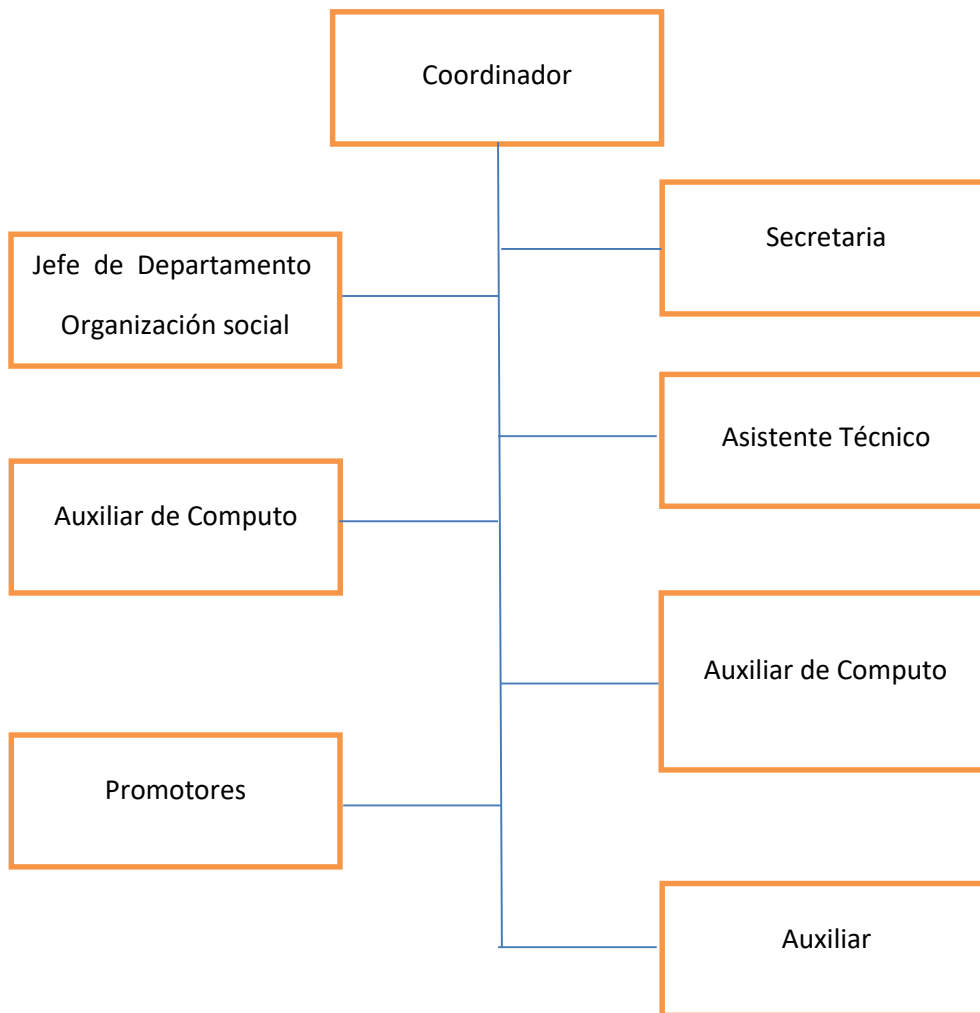 Coordinador
Secretaria
Jefe de Departamento
Organización social
Asistente Técnico
Auxiliar de Computo
Auxiliar de Computo
Promotores
Auxiliar